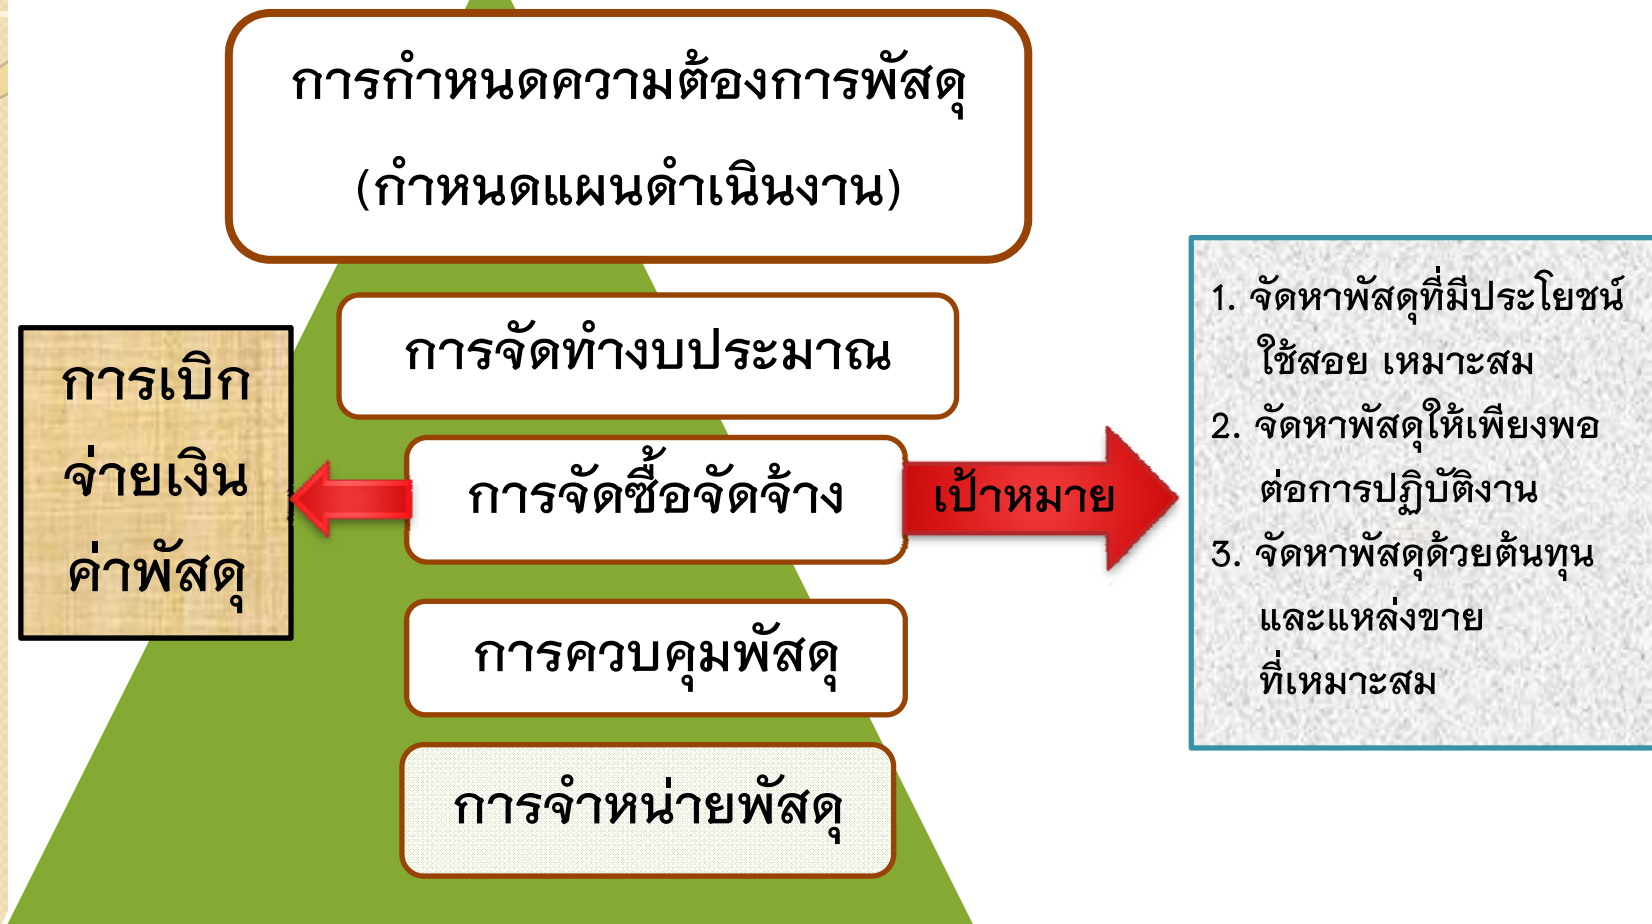 การกำหนดความต้องการพัสดุ
(กำหนดแผนดำเนินงาน)
การจัดทำงบประมาณ
การเบิก
จ่ายเงิน
ค่าพัสดุ
การจัดซื้อจัดจ้าง
เป้าหมาย
1. จัดหาพัสดุที่มีประโยชน์
ใช้สอย เหมาะสม
2. จัดหาพัสดุให้เพียงพอ
ต่อการปฏิบัติงาน
3. จัดหาพัสดุด้วยต้นทุน
และแหล่งขาย
ที่เหมาะสม
การควบคุมพัสดุ
การจำหน่ายพัสดุ